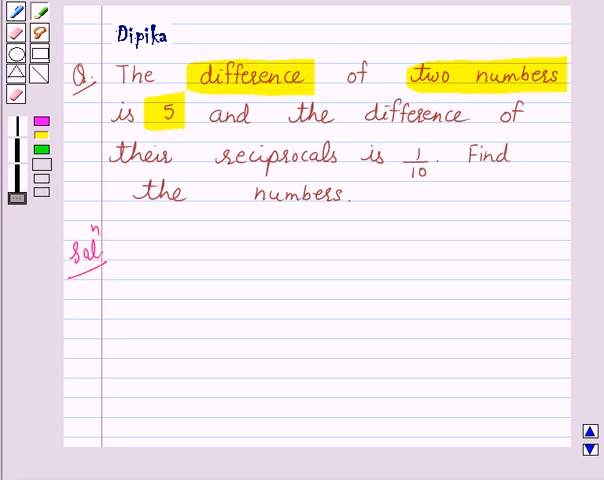 Dipika
Q. The difference of two numbers
is 5 and the difference of
their reciprocals is 1/10. Find
the numbers.
Solⁿ